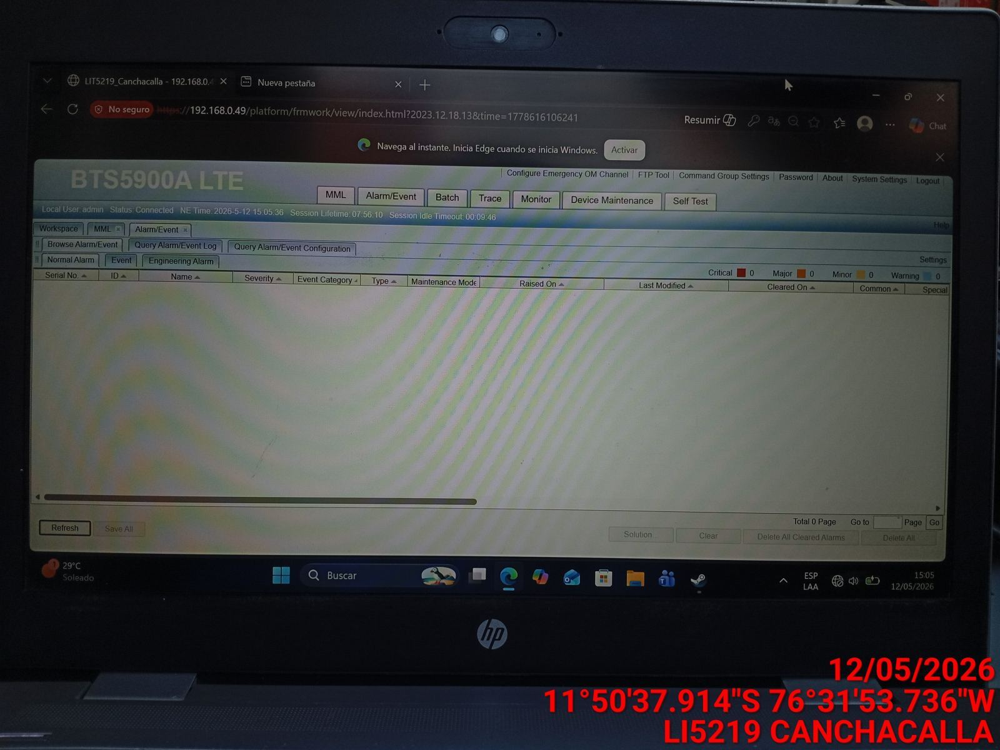 LIT5219_Canchacalla - 192.168.0.4
Nueva pestaña
No seguro https://192.168.0.49/platform/frmwork/view/index.html?2023.12.18.13&time=1778616106241
Resumir
Chat
Navega al instante. Inicia Edge cuando se inicia Windows. Activar
BTS5900A LTE
Configure Emergency OM Channel | FTP Tool | Command Group Settings | Password | About | System Settings | Logout
MML Alarm/Event Batch Trace Monitor Device Maintenance Self Test
Local User: admin Status: Connected NE Time: 2026-5-12 15:05:36 Session Lifetime: 07:56:10 Session Idle Timeout: 00:09:46
Help
Workspace MML Alarm/Event
Browse Alarm/Event Query Alarm/Event Log Query Alarm/Event Configuration
Normal Alarm Event Engineering Alarm Settings
Critical 0 Major 0 Minor 0 Warning 0
Serial No. ID Name Severity Event Category Type Maintenance Mode Raised On Last Modified Cleared On Common Special
Total 0 Page Go to Page Go
Refresh Save All Solution... Clear Delete All Cleared Alarms Delete All
1 29°C
Soleado
Buscar
ESP
LAA
15:05
12/05/2026
hp
12/05/2026
11°50'37.914"S 76°31'53.736"W
LI5219 CANCHACALLA